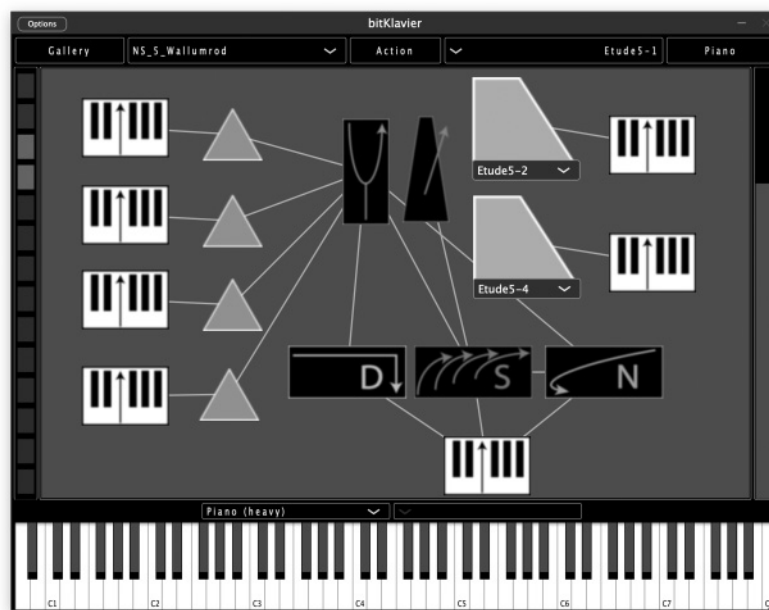 Options
bitKlavier
Gallery
NS_5_Wallumrod
Action
Etude5-1
Piano
Etude5-2
Etude5-4
D
S
N
Piano (heavy)
C1
C2
C3
C4
C5
C6
C7